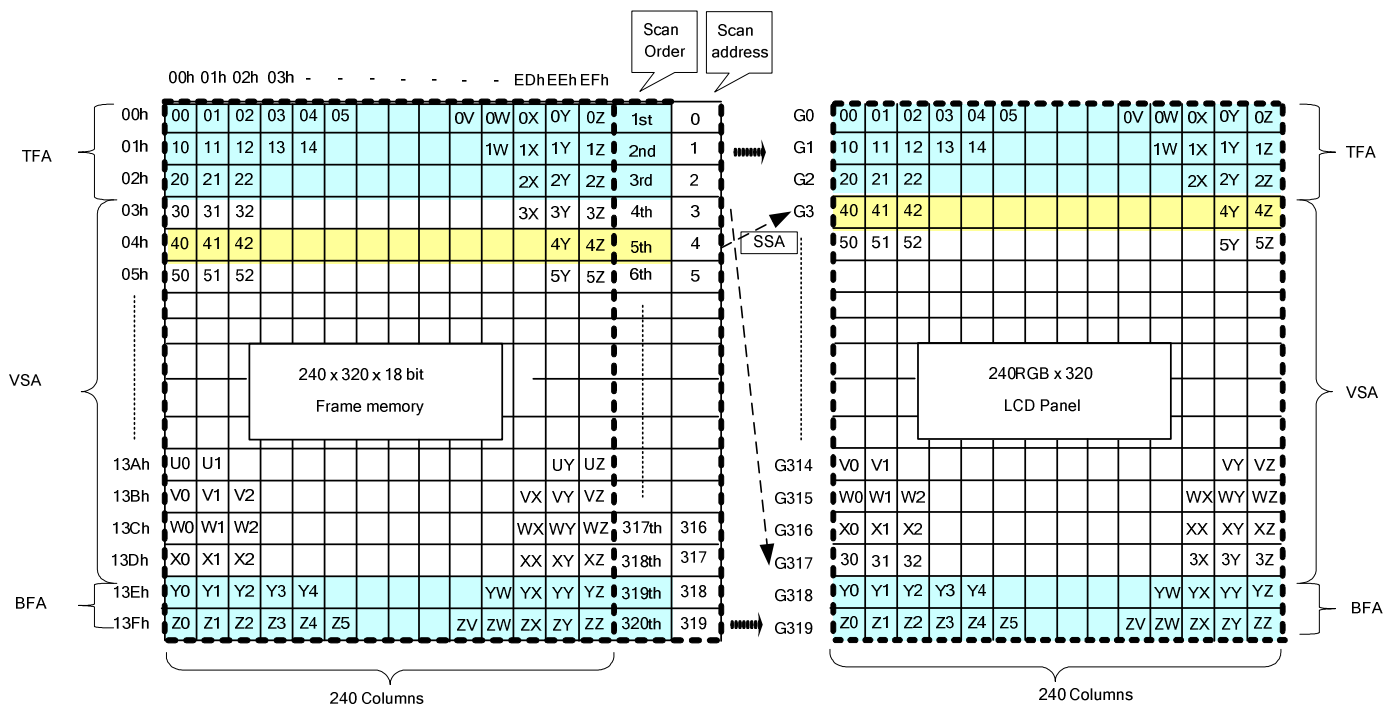 Scan Order
Scan address
00h 01h 02h 03h - - - - - - - EDh EEh EFh
00h 00 01 02 03 04 05 0V 0W 0X 0Y 0Z 1st 0
01h 10 11 12 13 14 1W 1X 1Y 1Z 2nd 1
02h 20 21 22 2X 2Y 2Z 3rd 2
03h 30 31 32 3X 3Y 3Z 4th 3
04h 40 41 42 4Y 4Z 5th 4
05h 50 51 52 5Y 5Z 6th 5
TFA
VSA
BFA
240 x 320 x 18 bit
Frame memory
13Ah U0 U1 UY UZ
13Bh V0 V1 V2 VX VY VZ
13Ch W0 W1 W2 WX WY WZ 317th 316
13Dh X0 X1 X2 XX XY XZ 318th 317
13Eh Y0 Y1 Y2 Y3 Y4 YW YX YY YZ 319th 318
13Fh Z0 Z1 Z2 Z3 Z4 Z5 ZV ZW ZX ZY ZZ 320th 319
240 Columns
SSA
G0 00 01 02 03 04 05 0V 0W 0X 0Y 0Z
G1 10 11 12 13 14 1W 1X 1Y 1Z
G2 20 21 22 2X 2Y 2Z
G3 40 41 42 4Y 4Z
50 51 52 5Y 5Z
TFA
VSA
BFA
240RGB x 320
LCD Panel
G314 V0 V1 VY VZ
G315 W0 W1 W2 WX WY WZ
G316 X0 X1 X2 XX XY XZ
G317 30 31 32 3X 3Y 3Z
G318 Y0 Y1 Y2 Y3 Y4 YW YX YY YZ
G319 Z0 Z1 Z2 Z3 Z4 Z5 ZV ZW ZX ZY ZZ
240 Columns